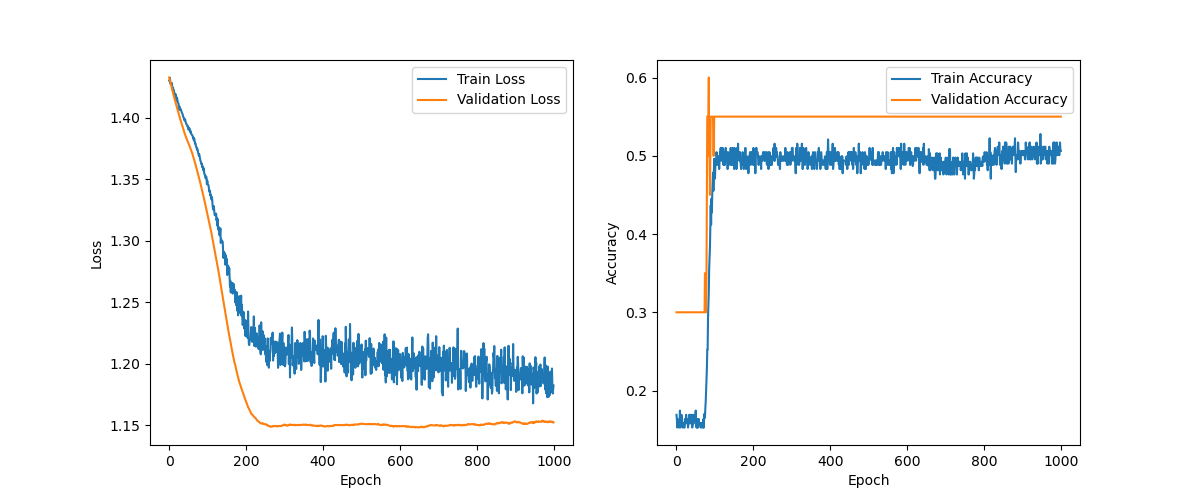 Train Loss
Validation Loss
1.40
1.35
1.30
1.25
1.20
1.15
Loss
0 200 400 600 800 1000
Epoch
Train Accuracy
Validation Accuracy
0.6
0.5
0.4
0.3
0.2
Accuracy
0 200 400 600 800 1000
Epoch